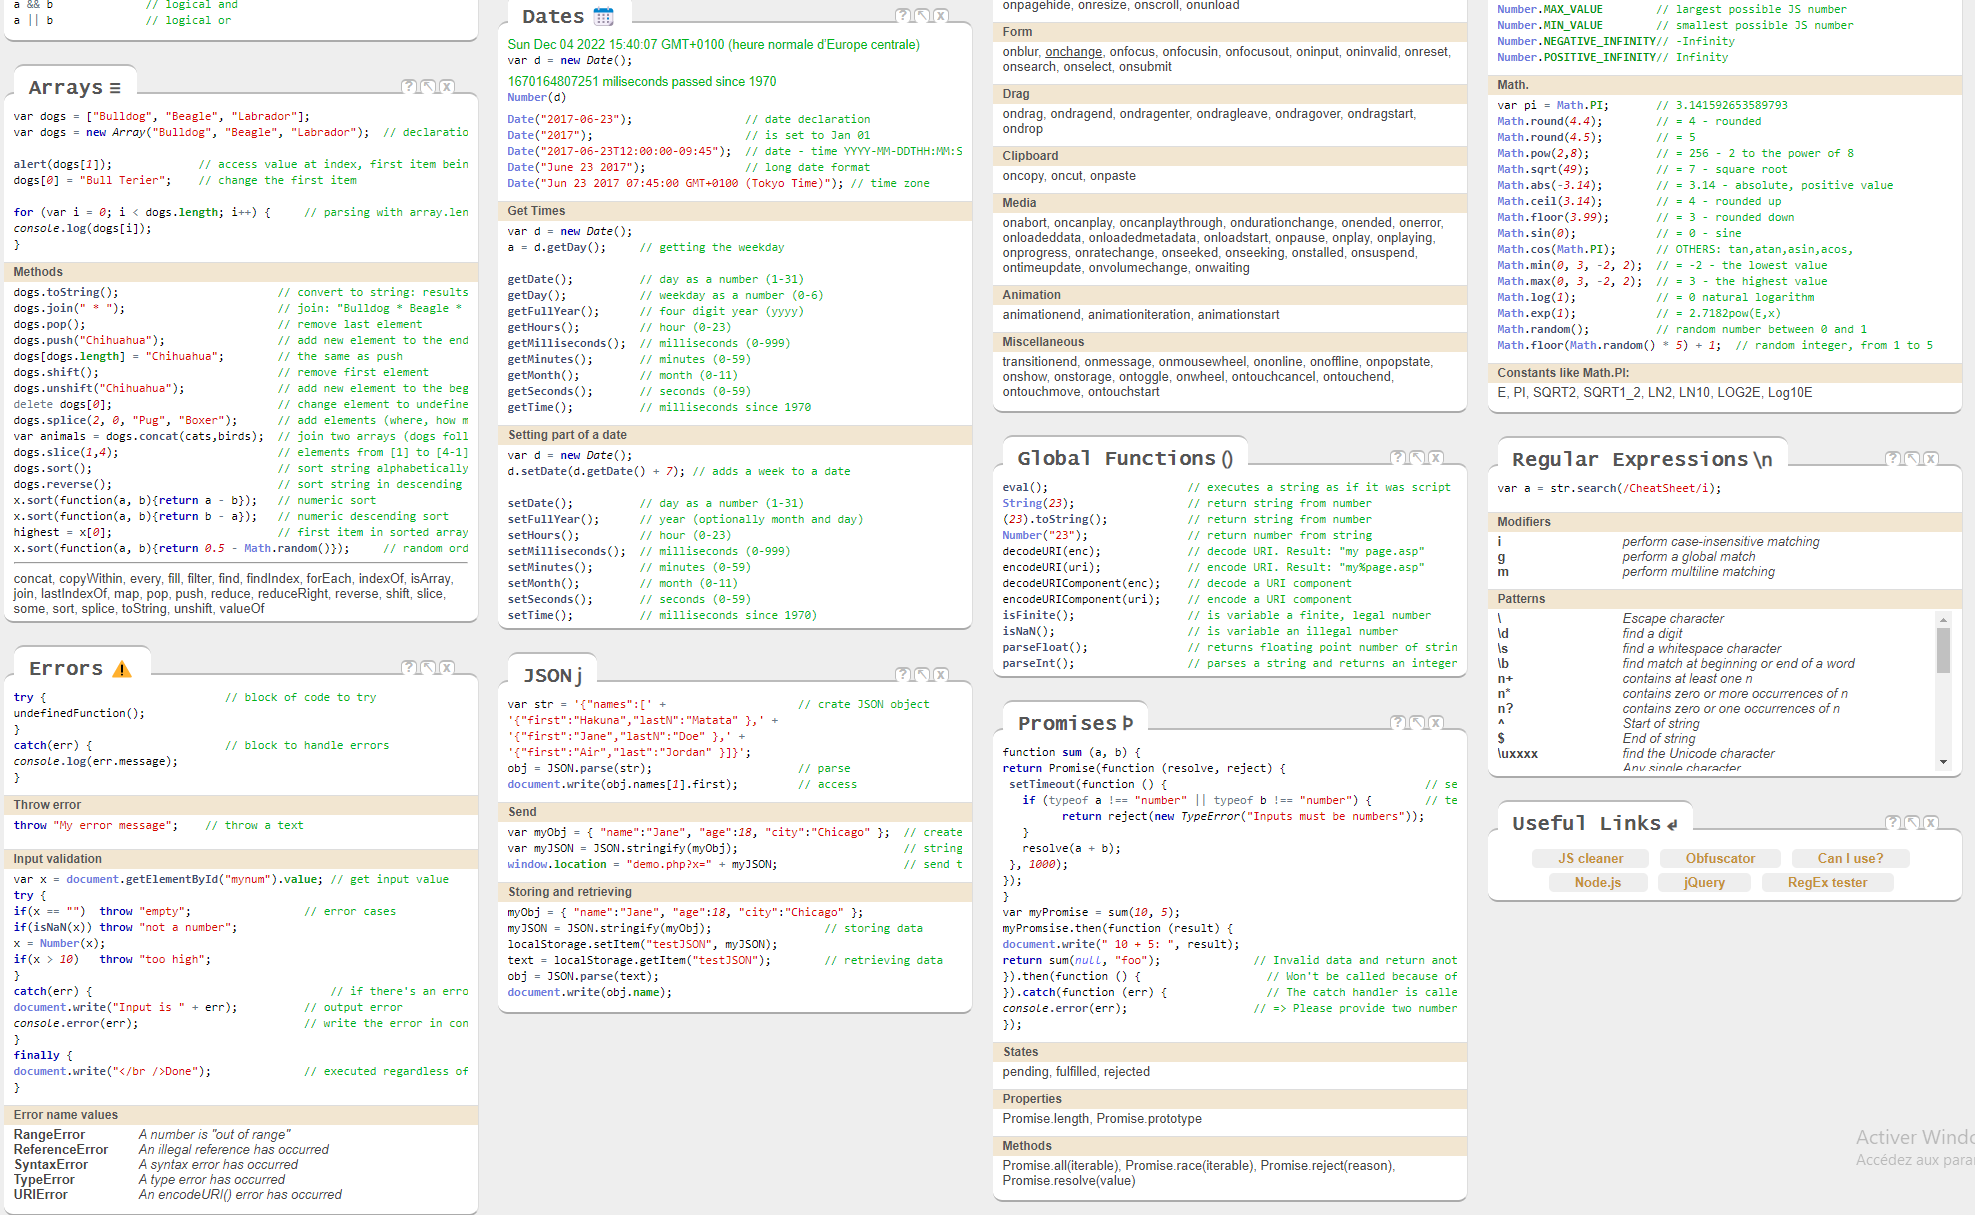 a && b // logical and
a || b // logical or
Arrays ≡
var dogs = ["Bulldog", "Beagle", "Labrador"];
var dogs = new Array("Bulldog", "Beagle", "Labrador"); // declaratio
alert(dogs[1]); // access value at index, first item bein
dogs[0] = "Bull Terier"; // change the first item
for (var i = 0; i < dogs.length; i++) { // parsing with array.len
console.log(dogs[i]);
}
Methods
dogs.toString(); // convert to string: results
dogs.join(" * "); // join: "Bulldog * Beagle *
dogs.pop(); // remove last element
dogs.push("Chihuahua"); // add new element to the end
dogs[dogs.length] = "Chihuahua"; // the same as push
dogs.shift(); // remove first element
dogs.unshift("Chihuahua"); // add new element to the beg
delete dogs[0]; // change element to undefine
dogs.splice(2, 0, "Pug", "Boxer"); // add elements (where, how m
var animals = dogs.concat(cats,birds); // join two arrays (dogs foll
dogs.slice(1,4); // elements from [1] to [4-1]
dogs.sort(); // sort string alphabetically
dogs.reverse(); // sort string in descending
x.sort(function(a, b){return a - b}); // numeric sort
x.sort(function(a, b){return b - a}); // numeric descending sort
highest = x[0]; // first item in sorted array
x.sort(function(a, b){return 0.5 - Math.random()}); // random ord
concat, copyWithin, every, fill, filter, find, findIndex, forEach, indexOf, isArray,
join, lastIndexOf, map, pop, push, reduce, reduceRight, reverse, shift, slice,
some, sort, splice, toString, unshift, valueOf
Errors
try { // block of code to try
undefinedFunction();
}
catch(err) { // block to handle errors
console.log(err.message);
}
Throw error
throw "My error message"; // throw a text
Input validation
var x = document.getElementById("mynum").value; // get input value
try {
if(x == "") throw "empty"; // error cases
if(isNaN(x)) throw "not a number";
x = Number(x);
if(x > 10) throw "too high";
}
catch(err) { // if there's an erro
document.write("Input is " + err); // output error
console.error(err); // write the error in con
}
finally {
document.write("</br />Done"); // executed regardless of
}
Error name values
RangeError A number is "out of range"
ReferenceError An illegal reference has occurred
SyntaxError A syntax error has occurred
TypeError A type error has occurred
URIError An encodeURI() error has occurred
Dates
Sun Dec 04 2022 15:40:07 GMT+0100 (heure normale d'Europe centrale)
var d = new Date();
1670164807251 miliseconds passed since 1970
Number(d)
Date("2017-06-23"); // date declaration
Date("2017"); // is set to Jan 01
Date("2017-06-23T12:00:00-09:45"); // date - time YYYY-MM-DDTHH:MM:S
Date("June 23 2017"); // long date format
Date("Jun 23 2017 07:45:00 GMT+0100 (Tokyo Time)"); // time zone
Get Times
var d = new Date();
a = d.getDay(); // getting the weekday
getDate(); // day as a number (1-31)
getDay(); // weekday as a number (0-6)
getFullYear(); // four digit year (yyyy)
getHours(); // hour (0-23)
getMilliseconds(); // milliseconds (0-999)
getMinutes(); // minutes (0-59)
getMonth(); // month (0-11)
getSeconds(); // seconds (0-59)
getTime(); // milliseconds since 1970
Setting part of a date
var d = new Date();
d.setDate(d.getDate() + 7); // adds a week to a date
setDate(); // day as a number (1-31)
setFullYear(); // year (optionally month and day)
setHours(); // hour (0-23)
setMilliseconds(); // milliseconds (0-999)
setMinutes(); // minutes (0-59)
setMonth(); // month (0-11)
setSeconds(); // seconds (0-59)
setTime(); // milliseconds since 1970)
JSON j
var str = '{"names":[' + // crate JSON object
'{"first":"Hakuna","lastN":"Matata" },' +
'{"first":"Jane","lastN":"Doe" },' +
'{"first":"Air","last":"Jordan" }]}';
obj = JSON.parse(str); // parse
document.write(obj.names[1].first); // access
Send
var myObj = { "name":"Jane", "age":18, "city":"Chicago" }; // create
var myJSON = JSON.stringify(myObj); // string
window.location = "demo.php?x=" + myJSON; // send t
Storing and retrieving
myObj = { "name":"Jane", "age":18, "city":"Chicago" };
myJSON = JSON.stringify(myObj); // storing data
localStorage.setItem("testJSON", myJSON);
text = localStorage.getItem("testJSON"); // retrieving data
obj = JSON.parse(text);
document.write(obj.name);
onpagehide, onresize, onscroll, onunload
Form
onblur, onchange, onfocus, onfocusin, onfocusout, oninput, oninvalid, onreset,
onsearch, onselect, onsubmit
Drag
ondrag, ondragend, ondragenter, ondragleave, ondragover, ondragstart,
ondrop
Clipboard
oncopy, oncut, onpaste
Media
onabort, oncanplay, oncanplaythrough, ondurationchange, onended, onerror,
onloadeddata, onloadedmetadata, onloadstart, onpause, onplay, onplaying,
onprogress, onratechange, onseeked, onseeking, onstalled, onsuspend,
ontimeupdate, onvolumechange, onwaiting
Animation
animationend, animationiteration, animationstart
Miscellaneous
transitionend, onmessage, onmousewheel, ononline, onoffline, onpopstate,
onshow, onstorage, ontoggle, onwheel, ontouchcancel, ontouchend,
ontouchmove, ontouchstart
Global Functions ()
eval(); // executes a string as if it was script
String(23); // return string from number
(23).toString(); // return string from number
Number("23"); // return number from string
decodeURI(enc); // decode URI. Result: "my page.asp"
encodeURI(uri); // encode URI. Result: "my%page.asp"
decodeURIComponent(enc); // decode a URI component
encodeURIComponent(uri); // encode a URI component
isFinite(); // is variable a finite, legal number
isNaN(); // is variable an illegal number
parseFloat(); // returns floating point number of strin
parseInt(); // parses a string and returns an integer
Promises Þ
function sum (a, b) {
return Promise(function (resolve, reject) {
setTimeout(function () { // se
if (typeof a !== "number" || typeof b !== "number") { // te
return reject(new TypeError("Inputs must be numbers"));
}
resolve(a + b);
}, 1000);
});
}
var myPromise = sum(10, 5);
myPromsise.then(function (result) {
document.write(" 10 + 5: ", result);
return sum(null, "foo"); // Invalid data and return anot
}).then(function () { // Won't be called because of
}).catch(function (err) { // The catch handler is calle
console.error(err); // => Please provide two number
});
States
pending, fulfilled, rejected
Properties
Promise.length, Promise.prototype
Methods
Promise.all(iterable), Promise.race(iterable), Promise.reject(reason),
Promise.resolve(value)
Number.MAX_VALUE // largest possible JS number
Number.MIN_VALUE // smallest possible JS number
Number.NEGATIVE_INFINITY// -Infinity
Number.POSITIVE_INFINITY// Infinity
Math.
var pi = Math.PI; // 3.141592653589793
Math.round(4.4); // = 4 - rounded
Math.round(4.5); // = 5
Math.pow(2,8); // = 256 - 2 to the power of 8
Math.sqrt(49); // = 7 - square root
Math.abs(-3.14); // = 3.14 - absolute, positive value
Math.ceil(3.14); // = 4 - rounded up
Math.floor(3.99); // = 3 - rounded down
Math.sin(0); // = 0 - sine
Math.cos(Math.PI); // OTHERS: tan,atan,asin,acos,
Math.min(0, 3, -2, 2); // = -2 - the lowest value
Math.max(0, 3, -2, 2); // = 3 - the highest value
Math.log(1); // = 0 natural logarithm
Math.exp(1); // = 2.7182pow(E,x)
Math.random(); // random number between 0 and 1
Math.floor(Math.random() * 5) + 1; // random integer, from 1 to 5
Constants like Math.PI:
E, PI, SQRT2, SQRT1_2, LN2, LN10, LOG2E, Log10E
Regular Expressions \n
var a = str.search(/CheatSheet/i);
Modifiers
i perform case-insensitive matching
g perform a global match
m perform multiline matching
Patterns
\ Escape character
\d find a digit
\s find a whitespace character
\b find match at beginning or end of a word
n+ contains at least one n
n* contains zero or more occurrences of n
n? contains zero or one occurrences of n
^ Start of string
$ End of string
\uxxxx find the Unicode character
Any single character
Useful Links ↲
JS cleaner Obfuscator Can I use?
Node.js jQuery RegEx tester
Activer Windo
Accédez aux para